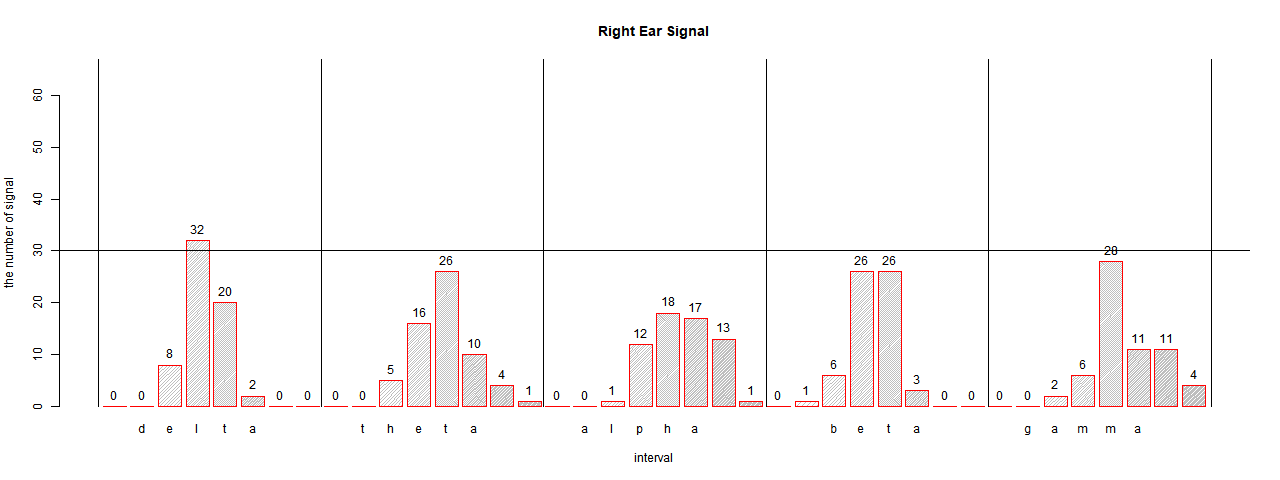 Right Ear Signal
the number of signal
60
50
40
30
20
10
0
0 0 8 32 20 2 0 0
0 0 5 16 26 10 4 1
0 0 1 12 18 17 13 1
0 1 6 26 26 3 0 0
0 0 2 6 28 11 11 4
d e l t a t h e t a a l p h a b e t a g a m m a
interval